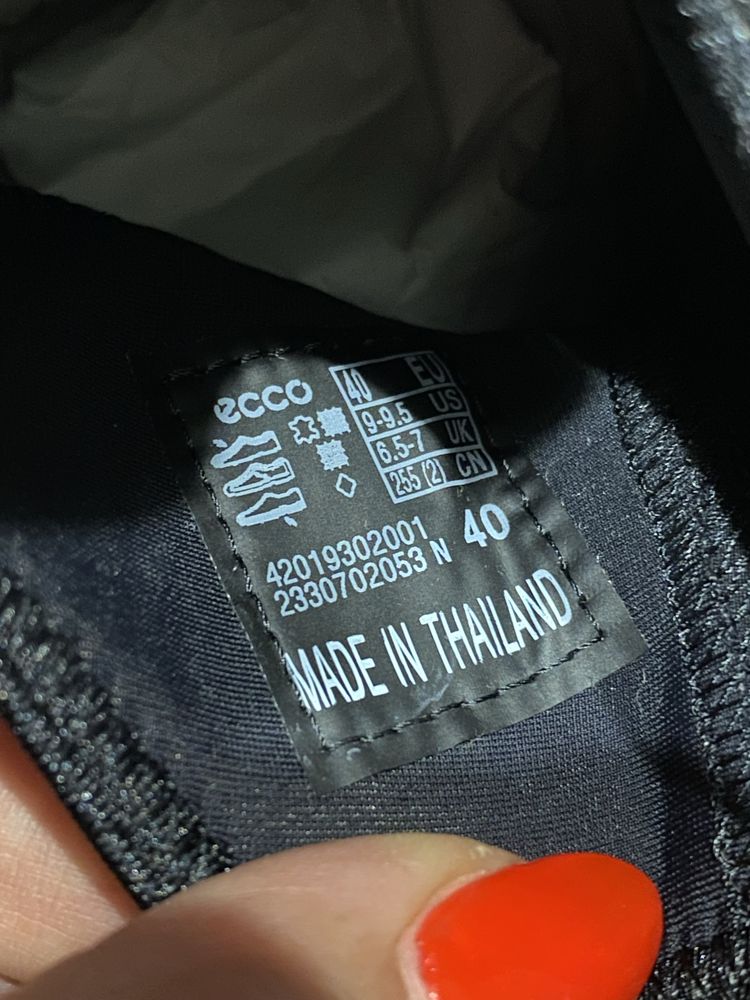 ecco
40 EU
9-9.5 US
6.5-7 UK
255 (2) CN
42019302001
2330702053 N 40
MADE IN THAILAND